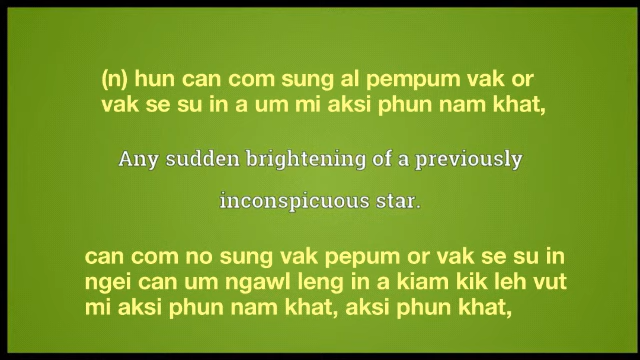 (n) hun can com sung al pempum vak or
vak se su in a um mi aksi phun nam khat,
Any sudden brightening of a previously
inconspicuous star.
can com no sung vak pepum or vak se su in
ngei can um ngawl leng in a kiam kik leh vut
mi aksi phun nam khat, aksi phun khat,